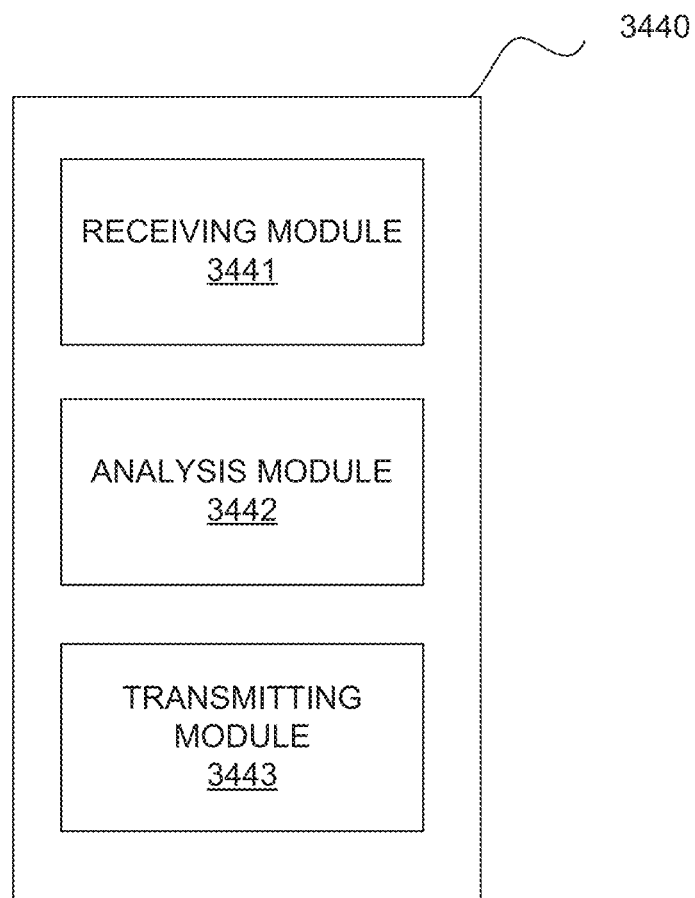 3440
RECEIVING MODULE
3441
ANALYSIS MODULE
3442
TRANSMITTING
MODULE
3443